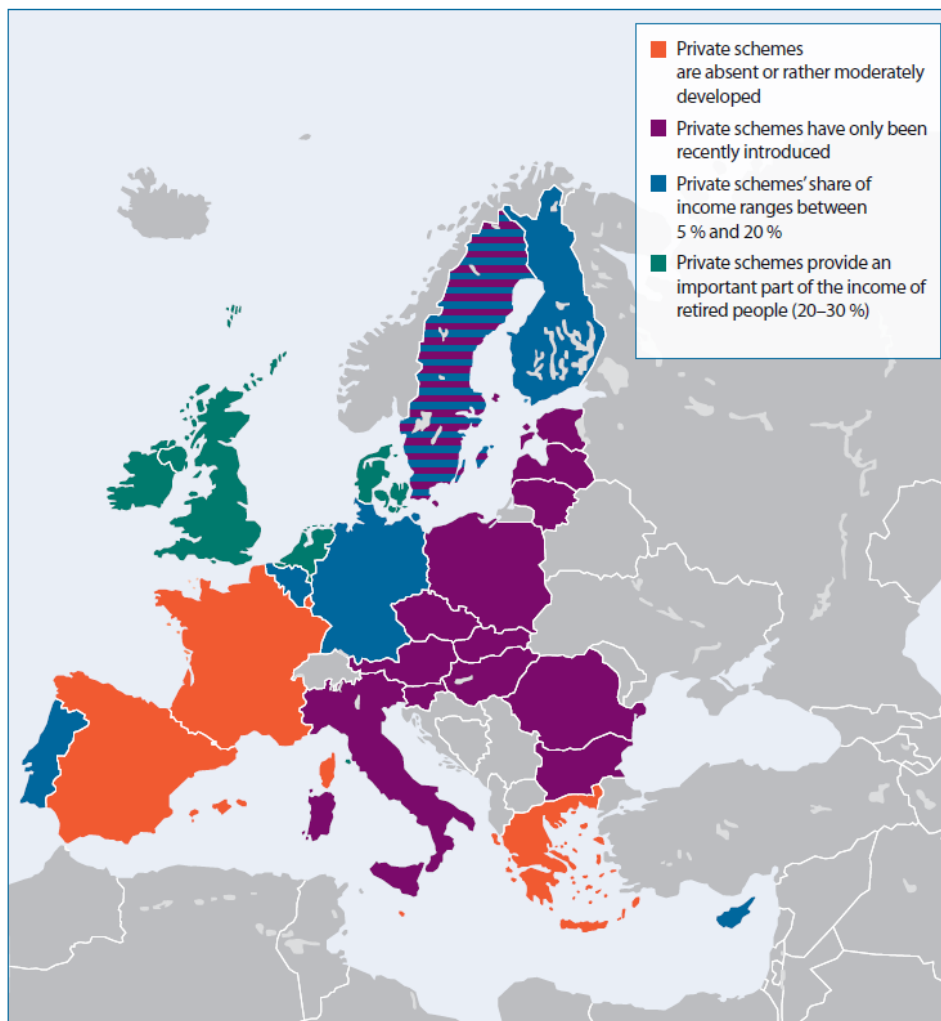 Private schemes
are absent or rather moderately
developed
Private schemes have only been
recently introduced
Private schemes’ share of
income ranges between
5 % and 20 %
Private schemes provide an
important part of the income of
retired people (20–30 %)